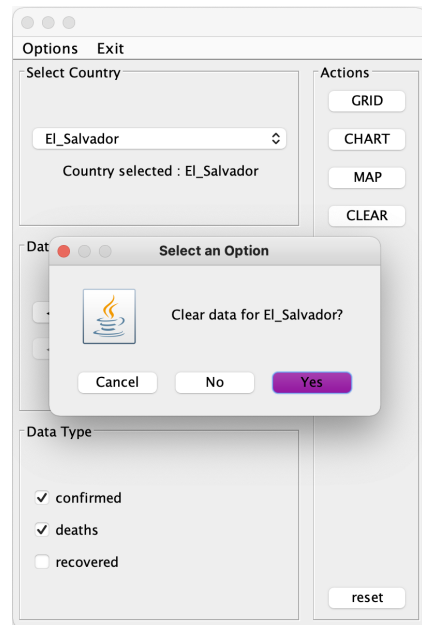 Options Exit
Select Country
El_Salvador
Country selected : El_Salvador
Actions
GRID
CHART
MAP
CLEAR
Dat
Select an Option
Clear data for El_Salvador?
Cancel No Yes
Data Type
confirmed
deaths
recovered
reset